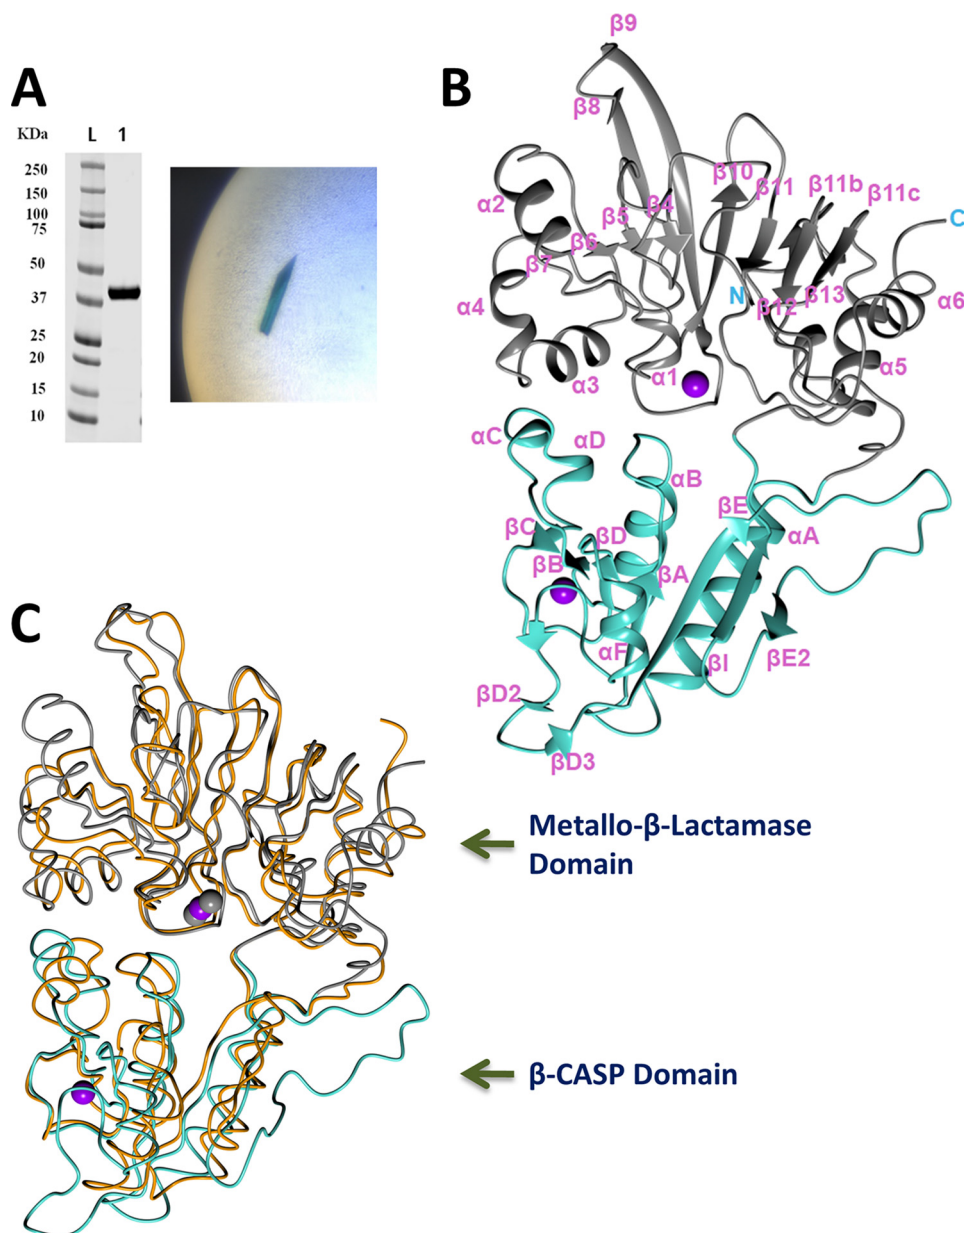 A
KDa L 1
250
150
100
75
50
37
25
20
15
10
B
β9
β8
β10
β11
β11b
β11c
C
α2
β5
β4
β6
β7
N
β12
β13
α6
α4
α3
α1
α5
αC
αD
αB
βE
αA
βC
βD
βB
βA
αF
βI
βE2
βD2
βD3
C
Metallo-β-Lactamase
Domain
β-CASP Domain